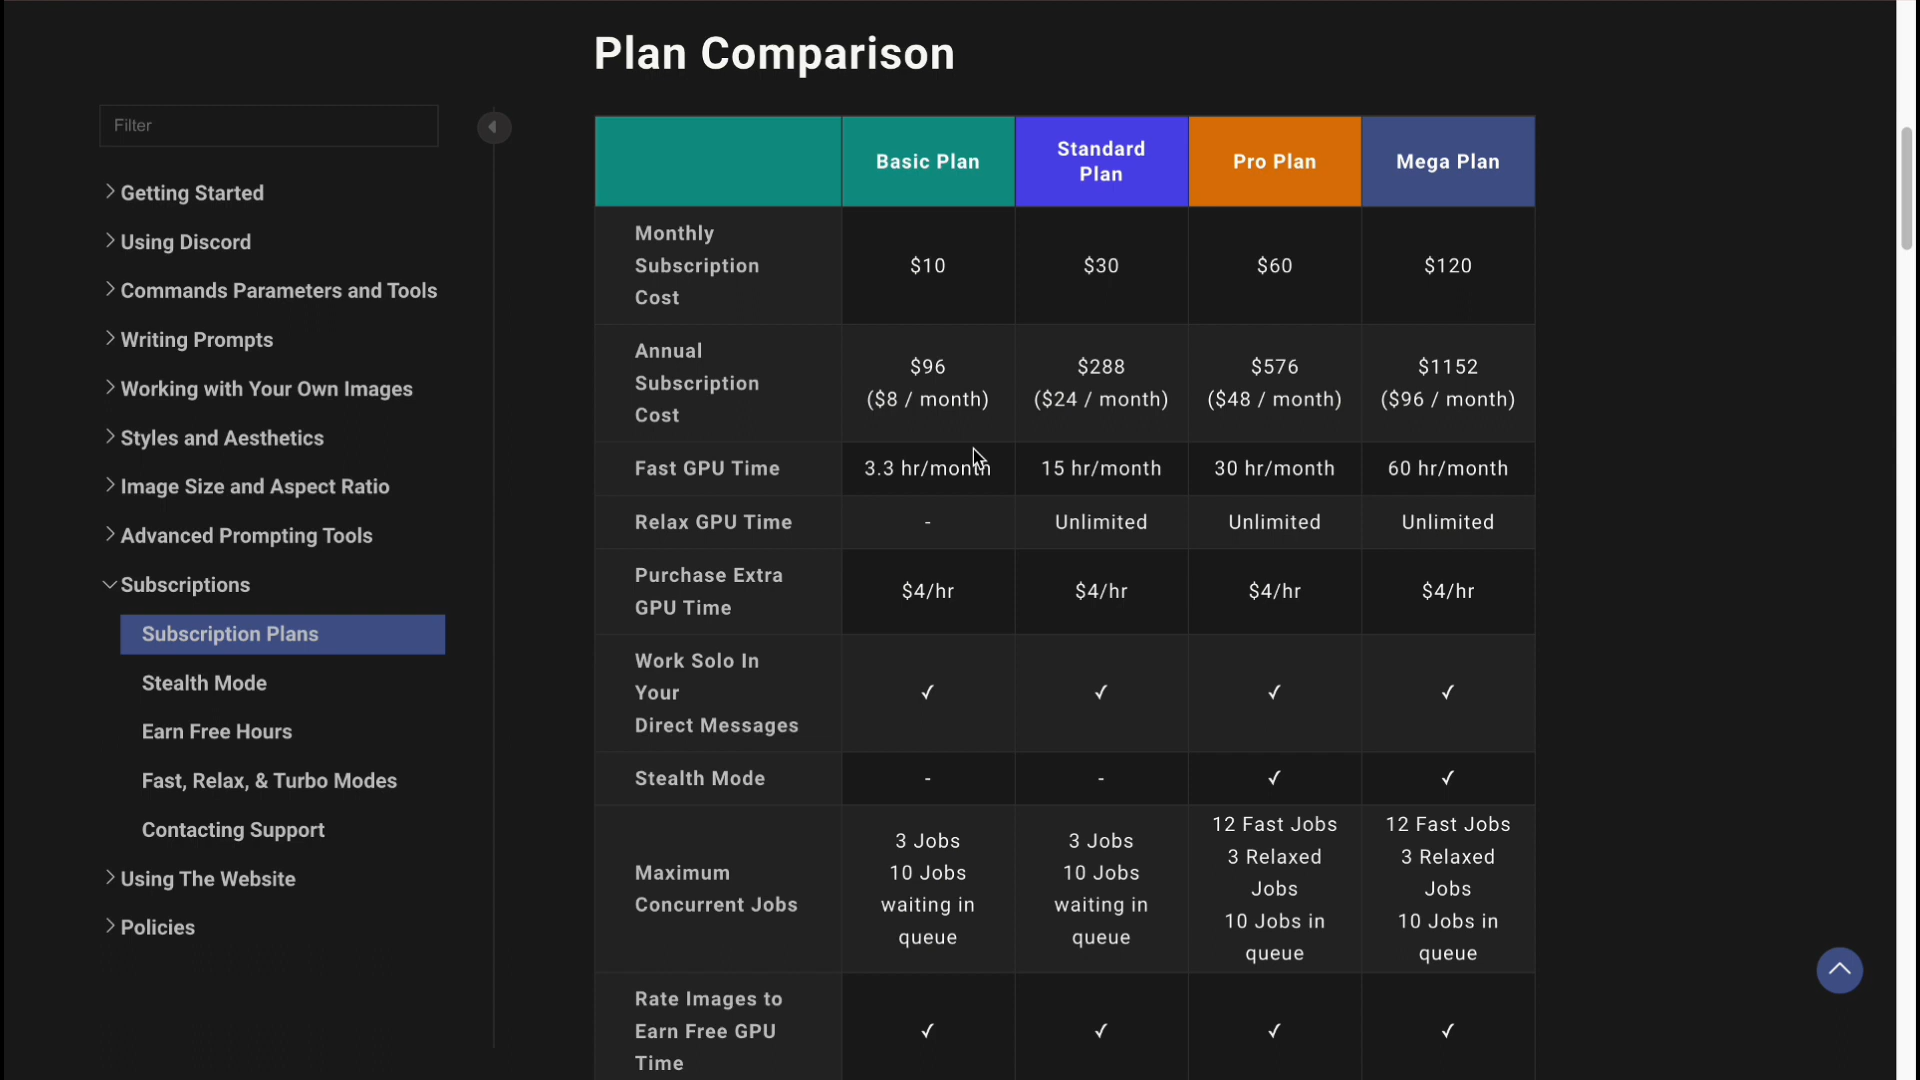 Plan Comparison
Filter
Getting Started
Using Discord
Commands Parameters and Tools
Writing Prompts
Working with Your Own Images
Styles and Aesthetics
Image Size and Aspect Ratio
Advanced Prompting Tools
Subscriptions
Subscription Plans
Stealth Mode
Earn Free Hours
Fast, Relax, & Turbo Modes
Contacting Support
Using The Website
Policies
Basic Plan
Standard
Plan
Pro Plan
Mega Plan
Monthly
Subscription
Cost
$10
$30
$60
$120
Annual
Subscription
Cost
$96
($8 / month)
$288
($24 / month)
$576
($48 / month)
$1152
($96 / month)
Fast GPU Time
3.3 hr/month
15 hr/month
30 hr/month
60 hr/month
Relax GPU Time
-
Unlimited
Unlimited
Unlimited
Purchase Extra
GPU Time
$4/hr
$4/hr
$4/hr
$4/hr
Work Solo In
Your
Direct Messages
✓
✓
✓
✓
Stealth Mode
-
-
✓
✓
Maximum
Concurrent Jobs
3 Jobs
10 Jobs
waiting in
queue
3 Jobs
10 Jobs
waiting in
queue
12 Fast Jobs
3 Relaxed
Jobs
10 Jobs in
queue
12 Fast Jobs
3 Relaxed
Jobs
10 Jobs in
queue
Rate Images to
Earn Free GPU
Time
✓
✓
✓
✓